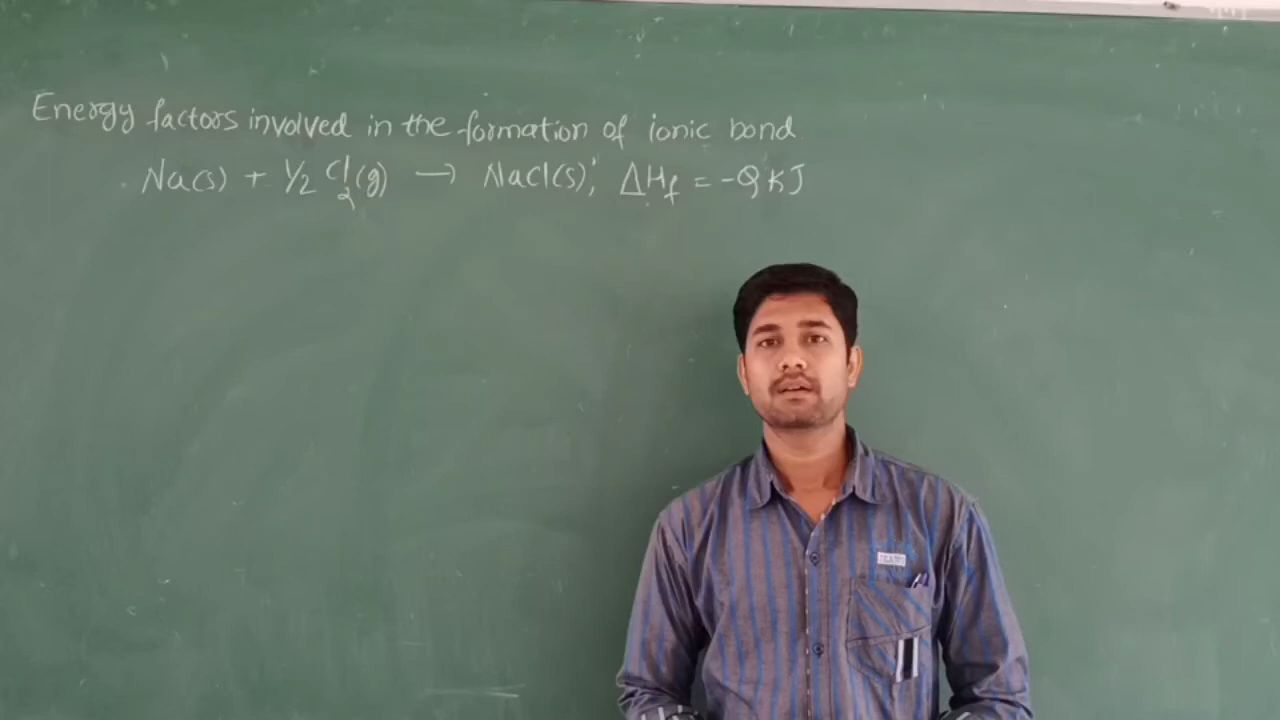 Energy factors involved in the formation of ionic bond
Na(s) + 1/2 Cl2(g) → NaCl(s); ΔHf = -Q KJ